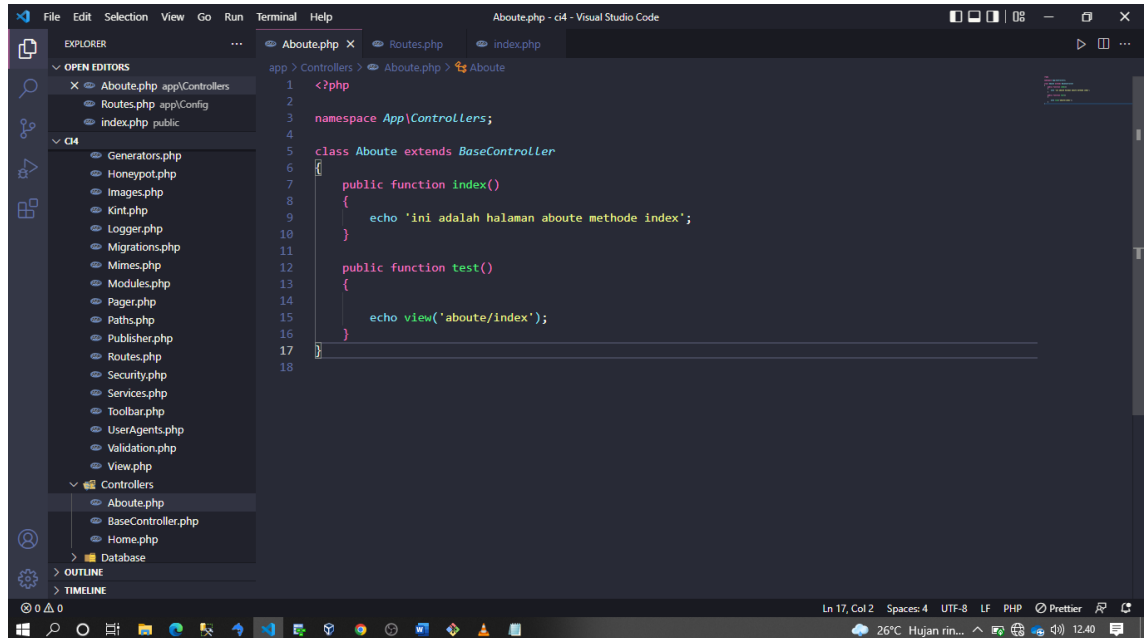 File Edit Selection View Go Run Terminal Help Aboute.php - ci4 - Visual Studio Code
EXPLORER
OPEN EDITORS
Aboute.php app\Controllers
Routes.php app\Config
index.php public
CI4
Generators.php
Honeypot.php
Images.php
Kint.php
Logger.php
Migrations.php
Mimes.php
Modules.php
Pager.php
Paths.php
Publisher.php
Routes.php
Security.php
Services.php
Toolbar.php
UserAgents.php
Validation.php
View.php
Controllers
Aboute.php
BaseController.php
Home.php
Database
OUTLINE
TIMELINE
Aboute.php Routes.php index.php
app > Controllers > Aboute.php > Aboute
1 <?php
2
3 namespace App\Controllers;
4
5 class Aboute extends BaseController
6 {
7 public function index()
8 {
9 echo 'ini adalah halaman aboute methode index';
10 }
11
12 public function test()
13 {
14
15 echo view('aboute/index');
16 }
17 }
18
0 0 Ln 17, Col 2 Spaces: 4 UTF-8 LF PHP Prettier
26°C Hujan rin... 12.40